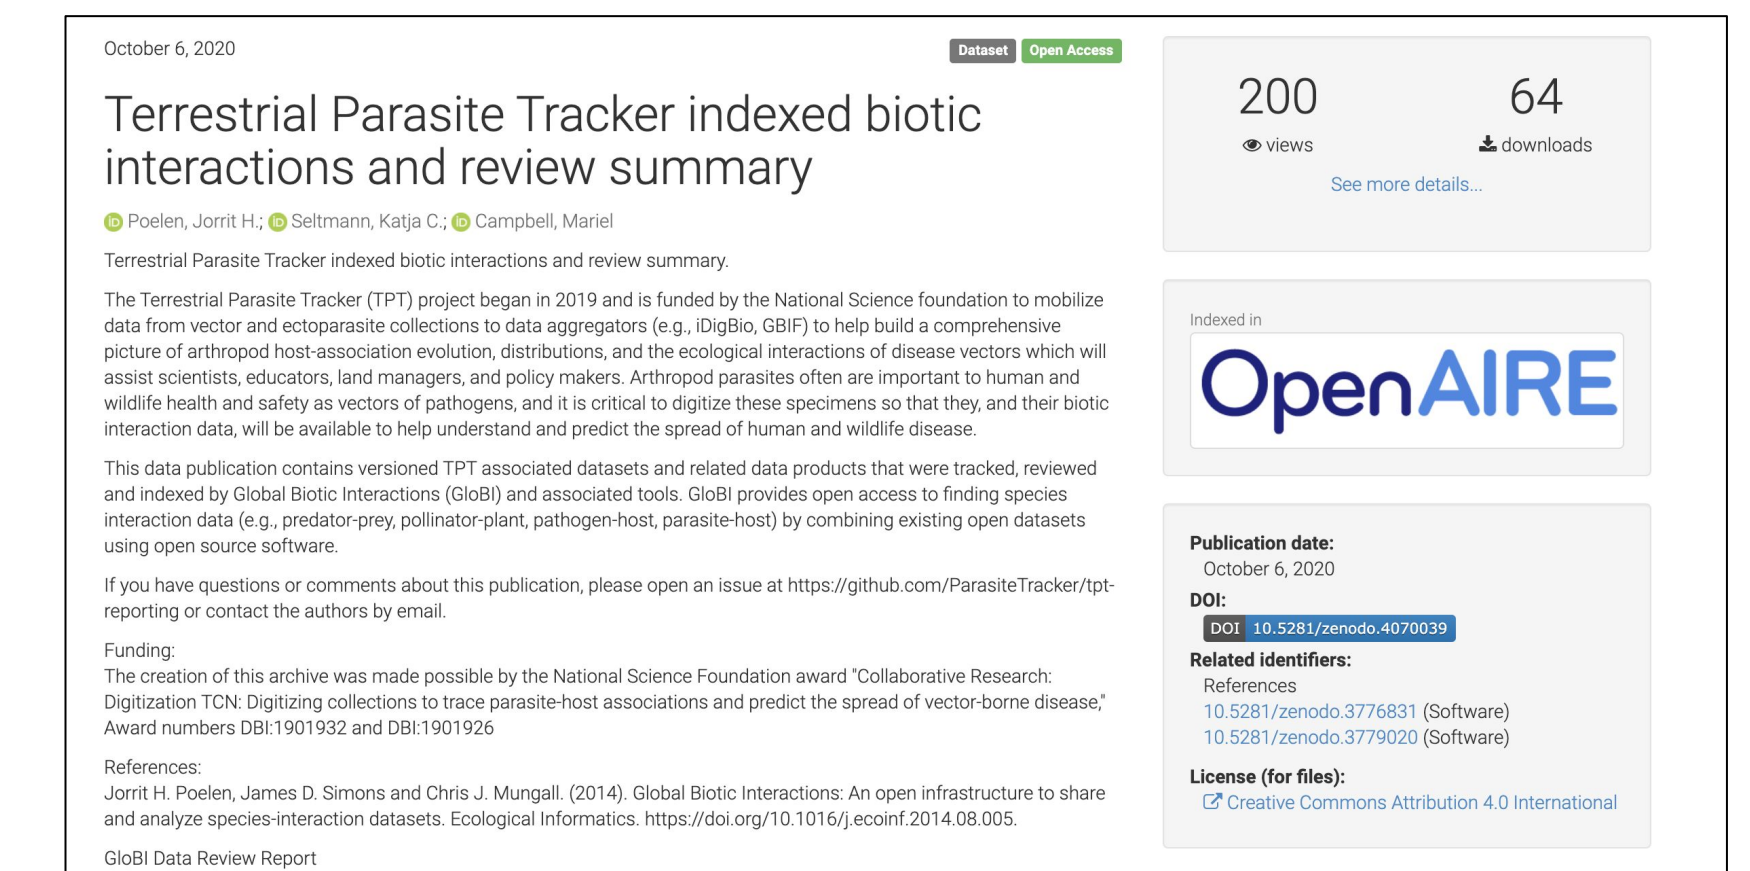 October 6, 2020
Dataset Open Access
Terrestrial Parasite Tracker indexed biotic
interactions and review summary
Poelen, Jorrit H.; Seltmann, Katja C.; Campbell, Mariel
Terrestrial Parasite Tracker indexed biotic interactions and review summary.
The Terrestrial Parasite Tracker (TPT) project began in 2019 and is funded by the National Science foundation to mobilize
data from vector and ectoparasite collections to data aggregators (e.g., iDigBio, GBIF) to help build a comprehensive
picture of arthropod host-association evolution, distributions, and the ecological interactions of disease vectors which will
assist scientists, educators, land managers, and policy makers. Arthropod parasites often are important to human and
wildlife health and safety as vectors of pathogens, and it is critical to digitize these specimens so that they, and their biotic
interaction data, will be available to help understand and predict the spread of human and wildlife disease.
This data publication contains versioned TPT associated datasets and related data products that were tracked, reviewed
and indexed by Global Biotic Interactions (GloBI) and associated tools. GloBI provides open access to finding species
interaction data (e.g., predator-prey, pollinator-plant, pathogen-host, parasite-host) by combining existing open datasets
using open source software.
If you have questions or comments about this publication, please open an issue at https://github.com/ParasiteTracker/tpt-
reporting or contact the authors by email.
Funding:
The creation of this archive was made possible by the National Science Foundation award "Collaborative Research:
Digitization TCN: Digitizing collections to trace parasite-host associations and predict the spread of vector-borne disease,"
Award numbers DBI:1901932 and DBI:1901926
References:
Jorrit H. Poelen, James D. Simons and Chris J. Mungall. (2014). Global Biotic Interactions: An open infrastructure to share
and analyze species-interaction datasets. Ecological Informatics. https://doi.org/10.1016/j.ecoinf.2014.08.005.
GloBI Data Review Report
200 64
views downloads
See more details...
Indexed in
OpenAIRE
Publication date:
October 6, 2020
DOI:
DOI 10.5281/zenodo.4070039
Related identifiers:
References
10.5281/zenodo.3776831 (Software)
10.5281/zenodo.3779020 (Software)
License (for files):
Creative Commons Attribution 4.0 International